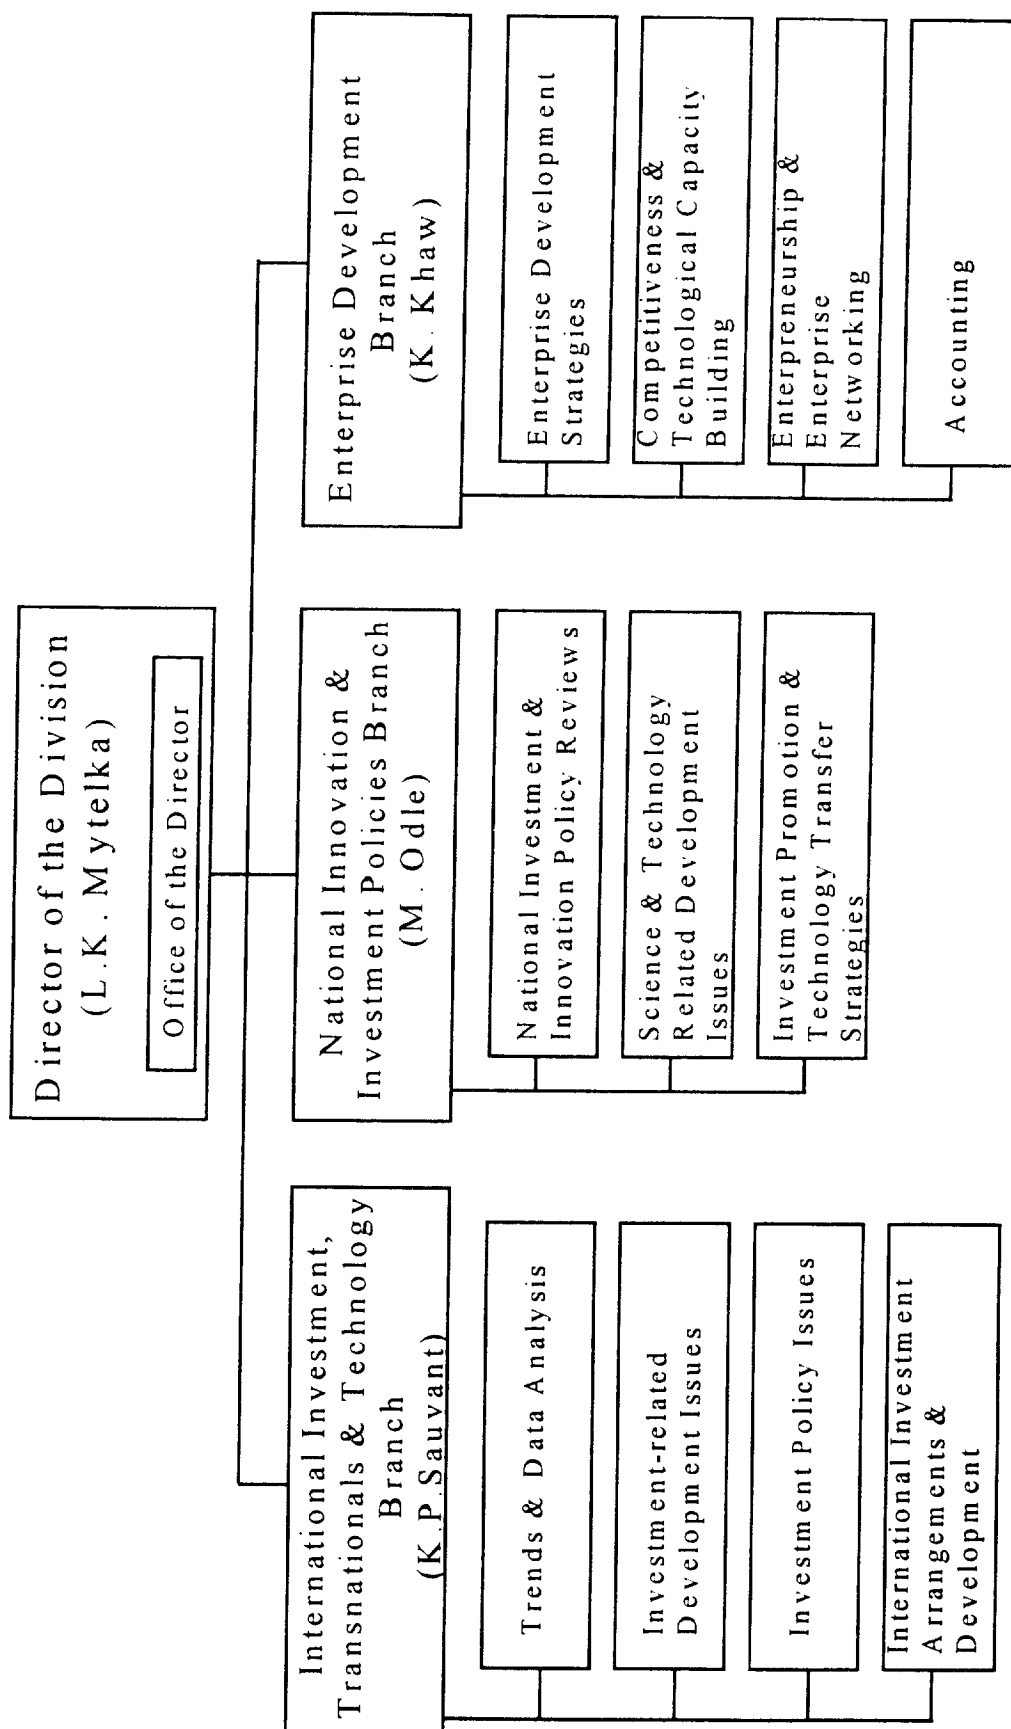 Director of the Division
(L.K. Mytelka)
Office of the Director
International Investment,
Transnationals & Technology
Branch
(K.P.Sauvant)
Trends & Data Analysis
Investment-related
Development Issues
Investment Policy Issues
International Investment
Arrangements &
Development
National Innovation &
Investment Policies Branch
(M. Odle)
National Investment &
Innovation Policy Reviews
Science & Technology
Related Development
Issues
Investment Promotion &
Technology Transfer
Strategies
Enterprise Development
Branch
(K. Khaw)
Enterprise Development
Strategies
Competitiveness &
Technological Capacity
Building
Enterpreneurship &
Enterprise
Networking
Accounting